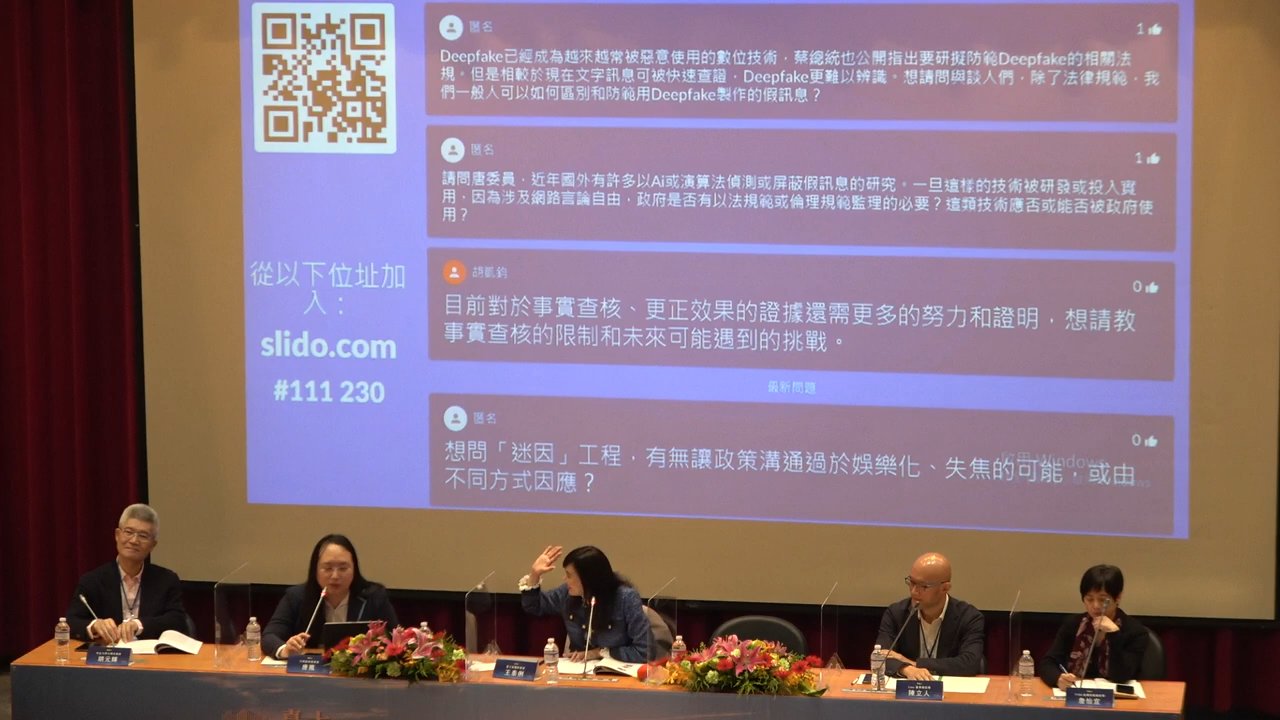 匿名
1
Deepfake已經成為越來越常被惡意使用的數位技術，蔡總統也公開指出要研擬防範Deepfake的相關法
規。但是相較於現在文字訊息可被快速查證，Deepfake更難以辨識。想請問與談人們，除了法律規範，我
們一般人可以如何區別和防範用Deepfake製作的假訊息？
匿名
1
請問唐委員，近年國外有許多以Ai或演算法偵測或屏蔽假訊息的研究。一旦這樣的技術被研發或投入實
用，因為涉及網路言論自由，政府是否有以法規範或倫理規範監理的必要？這類技術應否或能否被政府使
用？
從以下位址加
入：
slido.com
#111 230
胡凱鈞
0
目前對於事實查核、更正效果的證據還需更多的努力和證明，想請教
事實查核的限制和未來可能遇到的挑戰。
最新問題
匿名
0
想問「迷因」工程，有無讓政策溝通過於娛樂化、失焦的可能，或由
不同方式因應？
Windows
胡元輝
唐鳳
陳立人